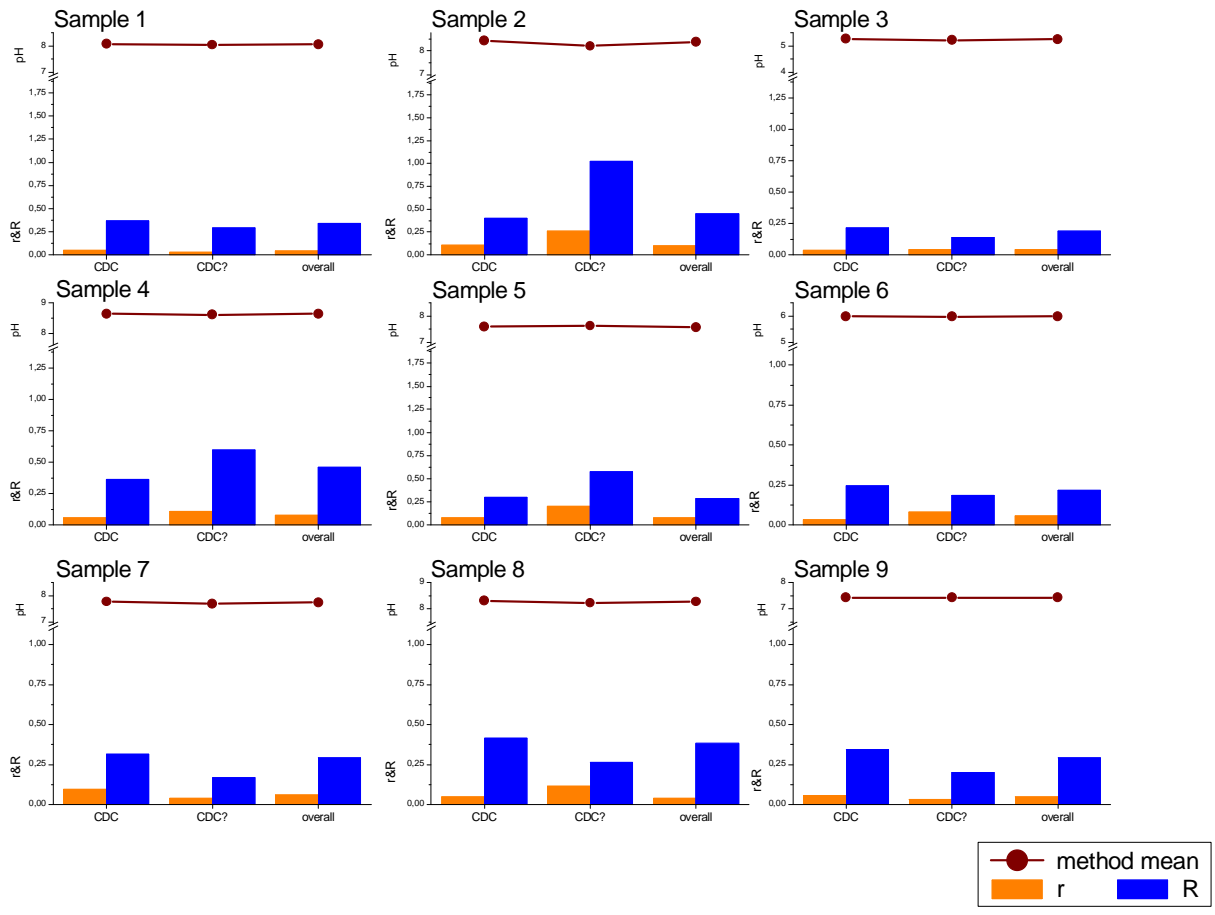 Sample 1
pH
8
7
1,75
1,50
1,25
1,00
0,75
0,50
0,25
0,00
r&R
CDC CDC? overall
Sample 2
pH
8
7
1,75
1,50
1,25
1,00
0,75
0,50
0,25
0,00
r&R
CDC CDC? overall
Sample 3
pH
5
4
1,25
1,00
0,75
0,50
0,25
0,00
r&R
CDC CDC? overall
Sample 4
pH
9
8
1,25
1,00
0,75
0,50
0,25
0,00
r&R
CDC CDC? overall
Sample 5
pH
8
7
1,75
1,50
1,25
1,00
0,75
0,50
0,25
0,00
r&R
CDC CDC? overall
Sample 6
pH
6
5
1,00
0,75
0,50
0,25
0,00
r&R
CDC CDC? overall
Sample 7
pH
8
7
1,00
0,75
0,50
0,25
0,00
r&R
CDC CDC? overall
Sample 8
pH
9
8
1,00
0,75
0,50
0,25
0,00
r&R
CDC CDC? overall
Sample 9
pH
8
7
1,00
0,75
0,50
0,25
0,00
r&R
CDC CDC? overall
method mean
r R